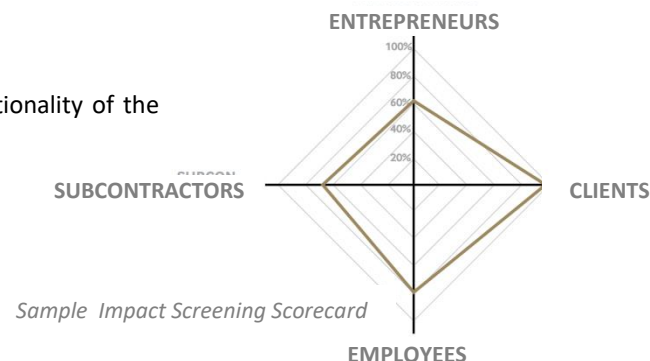 ENTREPRENEURS
100%
80%
tionality of the
60%
40%
20%
SUBCONTRACTORS
CLIENTS
Sample Impact Screening Scorecard
EMPLOYEES